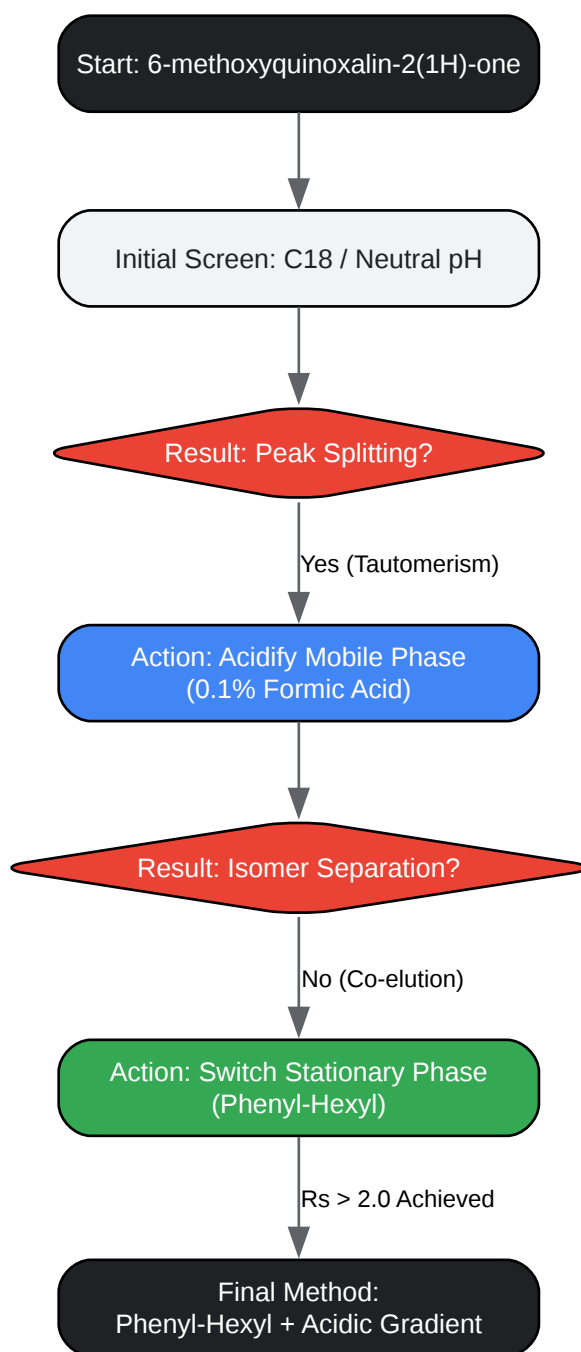 Start: 6-methoxyquinoxalin-2(1H)-one
Initial Screen: C18 / Neutral pH
Result: Peak Splitting?
Yes (Tautomerism)
Action: Acidify Mobile Phase
(0.1% Formic Acid)
Result: Isomer Separation?
No (Co-elution)
Action: Switch Stationary Phase
(Phenyl-Hexyl)
Rs > 2.0 Achieved
Final Method:
Phenyl-Hexyl + Acidic Gradient